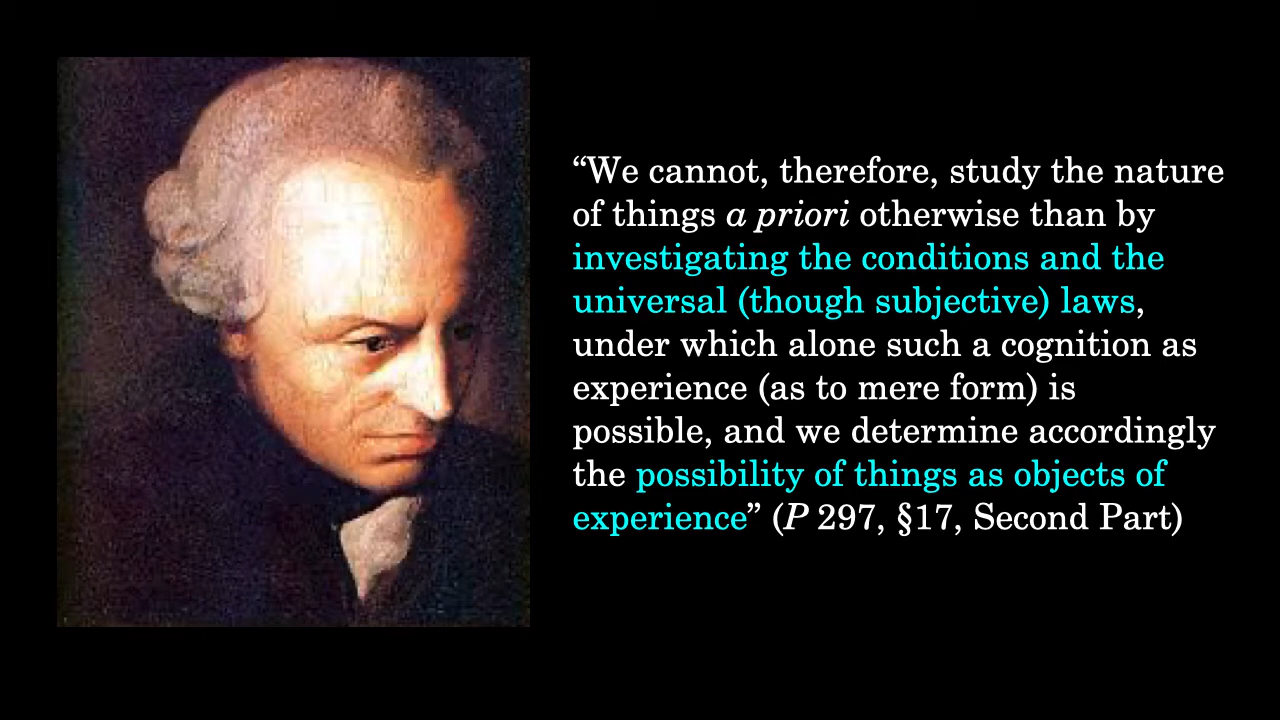 “We cannot, therefore, study the nature
of things a priori otherwise than by
investigating the conditions and the
universal (though subjective) laws,
under which alone such a cognition as
experience (as to mere form) is
possible, and we determine accordingly
the possibility of things as objects of
experience” (P 297, §17, Second Part)